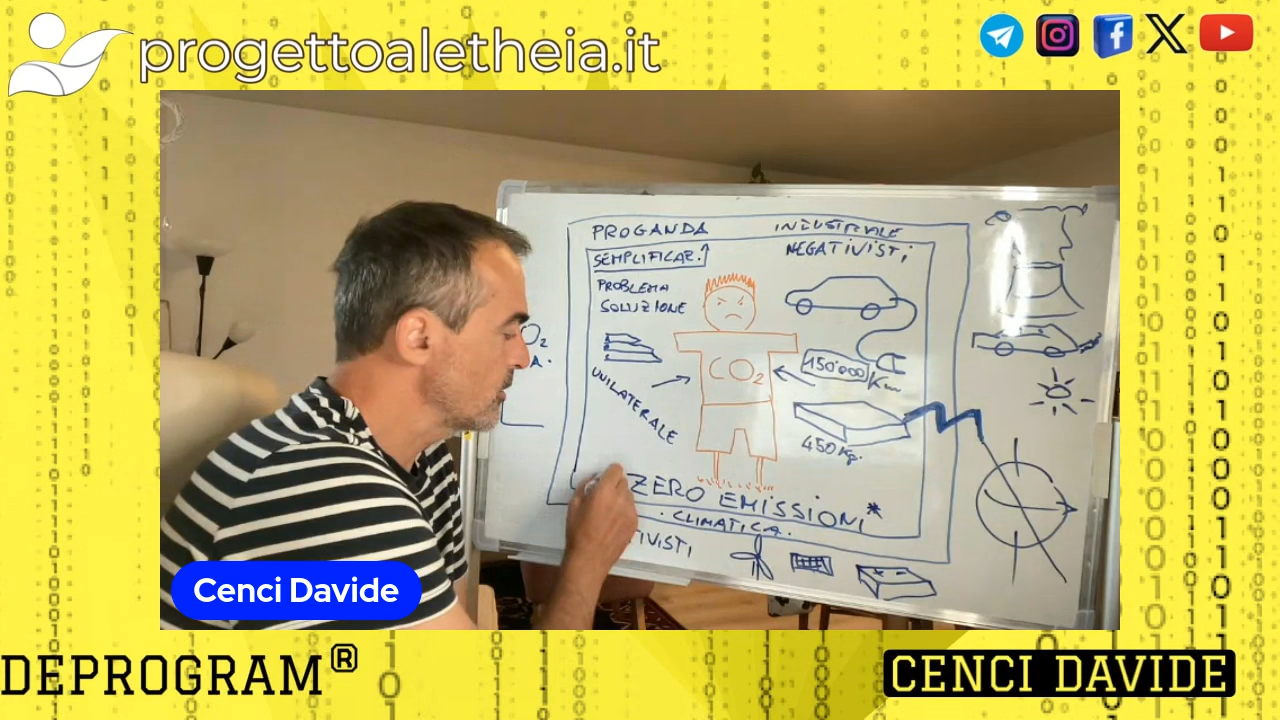 progettoaletheia.it
PROGANDA INDUSTRIALE
SEMPLIFICAR.
NEGATIVISTI
PROBLEMA
SOLUZIONE
O2
A.
UNILATERALE
CO2
150'000
Km
450 Kg.
ZERO EMISSIONI*
. CLIMATICA.
TIVISTI
Cenci Davide
DEPROGRAM®
CENCI DAVIDE